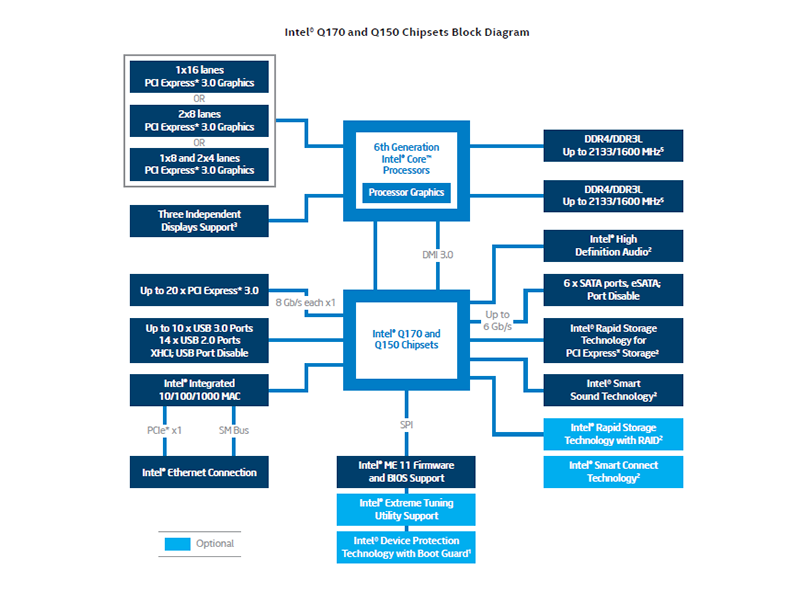 Intel® Q170 and Q150 Chipsets Block Diagram
1x16 lanes
PCI Express* 3.0 Graphics
OR
2x8 lanes
PCI Express* 3.0 Graphics
OR
1x8 and 2x4 lanes
PCI Express* 3.0 Graphics
Three Independent
Displays Support³
6th Generation
Intel® Core™
Processors
Processor Graphics
DDR4/DDR3L
Up to 2133/1600 MHz⁵
DDR4/DDR3L
Up to 2133/1600 MHz⁵
DMI 3.0
Up to 20 x PCI Express* 3.0
8 Gb/s each x1
Up to 10 x USB 3.0 Ports
14 x USB 2.0 Ports
XHCI; USB Port Disable
Intel® Integrated
10/100/1000 MAC
PCIe* x1
SM Bus
Intel® Ethernet Connection
Intel® Q170 and
Q150 Chipsets
Intel® High
Definition Audio²
6 x SATA ports, eSATA;
Port Disable
Up to
6 Gb/s
Intel® Rapid Storage
Technology for
PCI Express* Storage²
Intel® Smart
Sound Technology²
Intel® Rapid Storage
Technology with RAID²
Intel® Smart Connect
Technology²
SPI
Intel® ME 11 Firmware
and BIOS Support
Intel® Extreme Tuning
Utility Support
Intel® Device Protection
Technology with Boot Guard¹
Optional